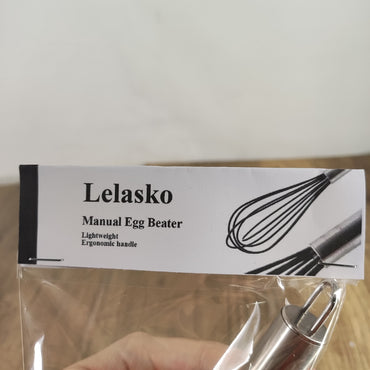 Lelasko
Manual Egg Beater
Lightweight
Ergonomic handle